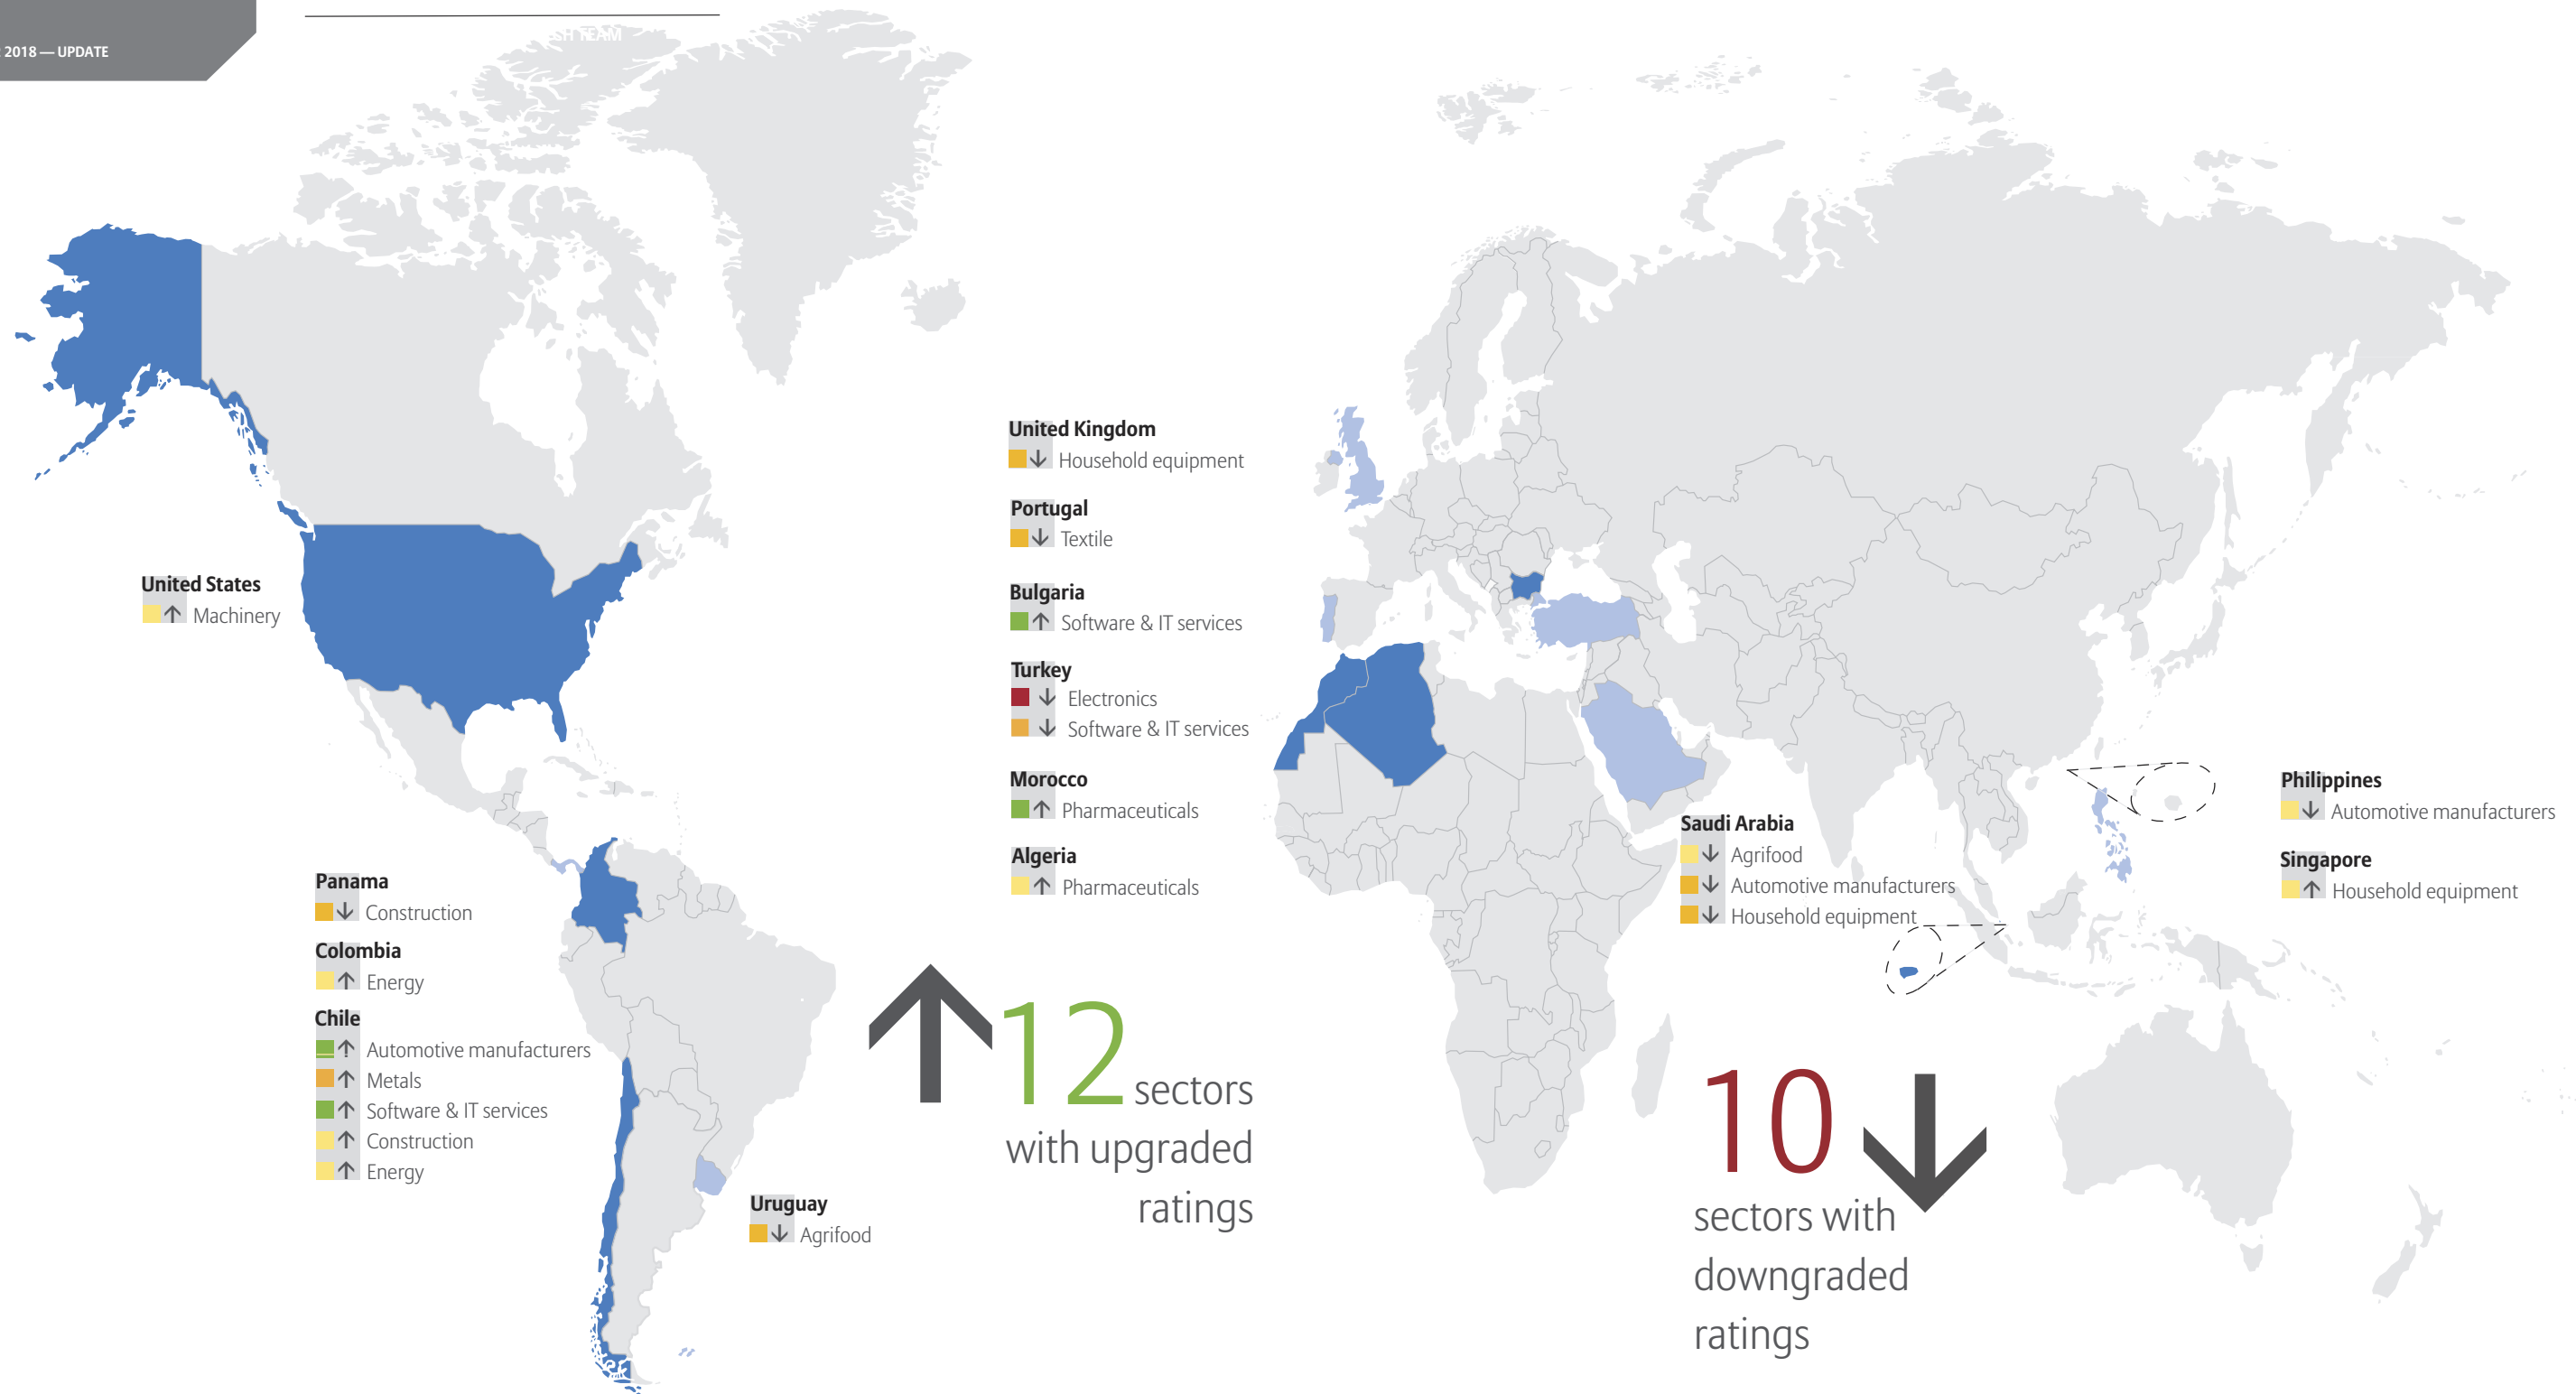 2018 — UPDATE
SH TEAM
United States
Machinery
Panama
Construction
Colombia
Energy
Chile
Automotive manufacturers
Metals
Software & IT services
Construction
Energy
Uruguay
Agrifood
United Kingdom
Household equipment
Portugal
Textile
Bulgaria
Software & IT services
Turkey
Electronics
Software & IT services
Morocco
Pharmaceuticals
Algeria
Pharmaceuticals
12 sectors
with upgraded
ratings
Saudi Arabia
Agrifood
Automotive manufacturers
Household equipment
10
sectors with
downgraded
ratings
Philippines
Automotive manufacturers
Singapore
Household equipment